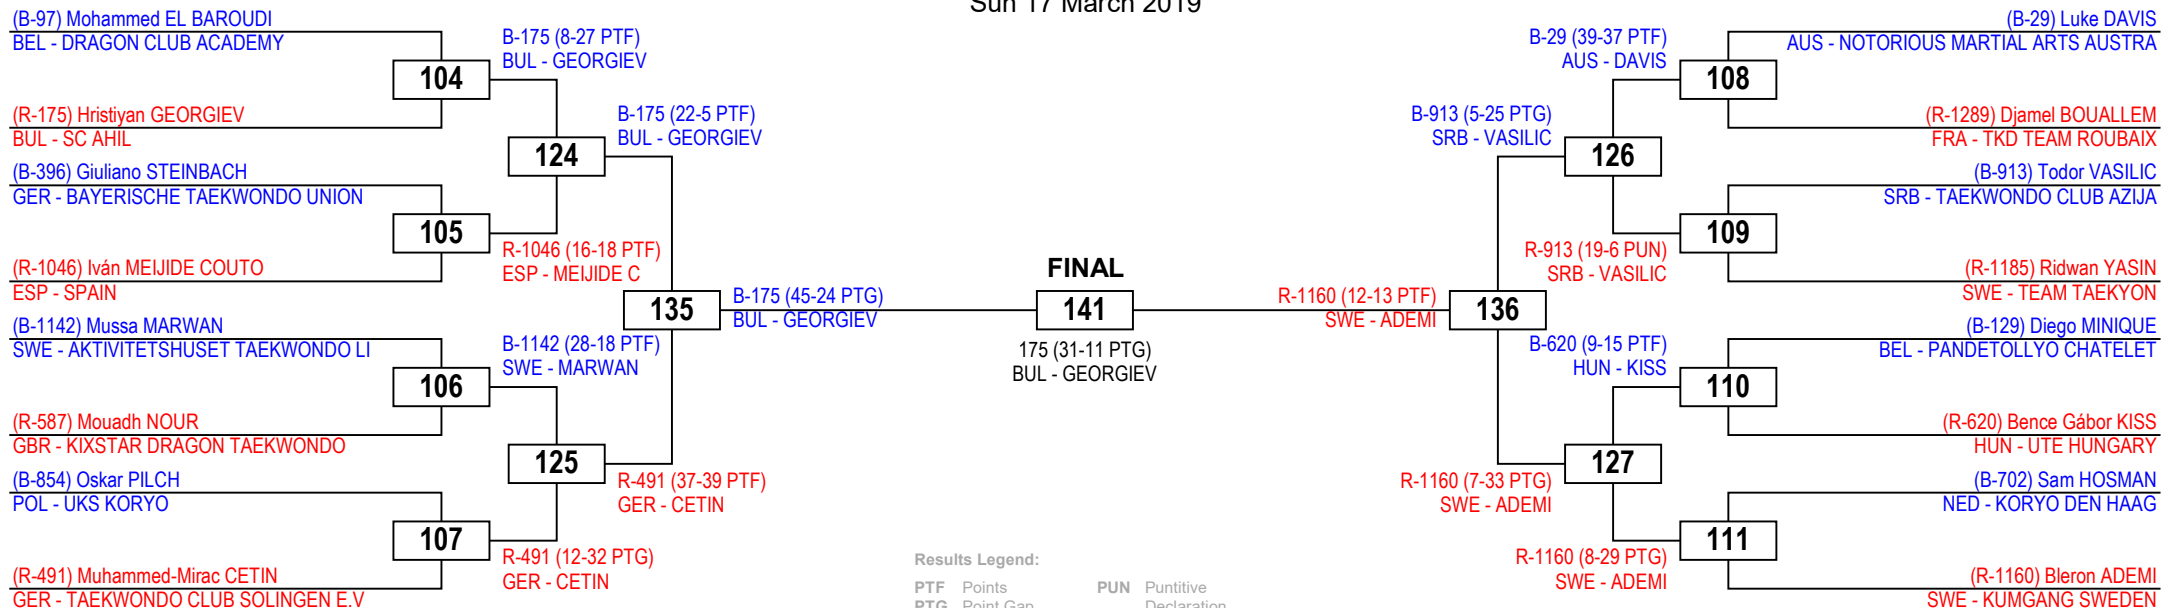 Sun 17 March 2019
(B-97) Mohammed EL BAROUDI
BEL - DRAGON CLUB ACADEMY
104
(R-175) Hristiyan GEORGIEV
BUL - SC AHIL
B-175 (8-27 PTF)
BUL - GEORGIEV
124
(B-396) Giuliano STEINBACH
GER - BAYERISCHE TAEKWONDO UNION
105
(R-1046) Iván MEIJIDE COUTO
ESP - SPAIN
R-1046 (16-18 PTF)
ESP - MEIJIDE C
B-175 (22-5 PTF)
BUL - GEORGIEV
135
(B-1142) Mussa MARWAN
SWE - AKTIVITETSHUSET TAEKWONDO LI
106
(R-587) Mouadh NOUR
GBR - KIXSTAR DRAGON TAEKWONDO
B-1142 (28-18 PTF)
SWE - MARWAN
125
(B-854) Oskar PILCH
POL - UKS KORYO
107
(R-491) Muhammed-Mirac CETIN
GER - TAEKWONDO CLUB SOLINGEN E.V
R-491 (12-32 PTG)
GER - CETIN
R-491 (37-39 PTF)
GER - CETIN
B-175 (45-24 PTG)
BUL - GEORGIEV
FINAL
141
175 (31-11 PTG)
BUL - GEORGIEV
R-1160 (12-13 PTF)
SWE - ADEMI
136
B-913 (5-25 PTG)
SRB - VASILIC
126
B-29 (39-37 PTF)
AUS - DAVIS
108
(B-29) Luke DAVIS
AUS - NOTORIOUS MARTIAL ARTS AUSTRA
(R-1289) Djamel BOUALLEM
FRA - TKD TEAM ROUBAIX
R-913 (19-6 PUN)
SRB - VASILIC
109
(B-913) Todor VASILIC
SRB - TAEKWONDO CLUB AZIJA
(R-1185) Ridwan YASIN
SWE - TEAM TAEKYON
R-1160 (7-33 PTG)
SWE - ADEMI
127
B-620 (9-15 PTF)
HUN - KISS
110
(B-129) Diego MINIQUE
BEL - PANDETOLLYO CHATELET
(R-620) Bence Gábor KISS
HUN - UTE HUNGARY
R-1160 (8-29 PTG)
SWE - ADEMI
111
(B-702) Sam HOSMAN
NED - KORYO DEN HAAG
(R-1160) Bleron ADEMI
SWE - KUMGANG SWEDEN
Results Legend:
PTF Points
PTG Point Gap
PUN Puntitive
Declaration